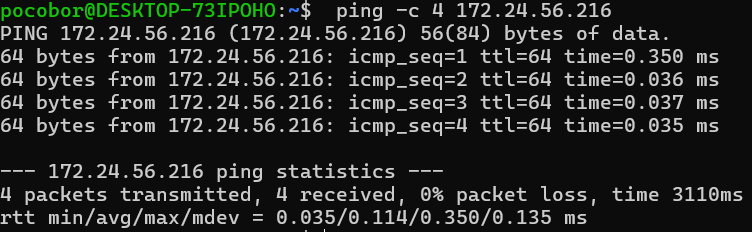 pocobor@DESKTOP-73IPOHO:~$  ping -c 4 172.24.56.216
PING 172.24.56.216 (172.24.56.216) 56(84) bytes of data.
64 bytes from 172.24.56.216: icmp_seq=1 ttl=64 time=0.350 ms
64 bytes from 172.24.56.216: icmp_seq=2 ttl=64 time=0.036 ms
64 bytes from 172.24.56.216: icmp_seq=3 ttl=64 time=0.037 ms
64 bytes from 172.24.56.216: icmp_seq=4 ttl=64 time=0.035 ms

--- 172.24.56.216 ping statistics ---
4 packets transmitted, 4 received, 0% packet loss, time 3110ms
rtt min/avg/max/mdev = 0.035/0.114/0.350/0.135 ms